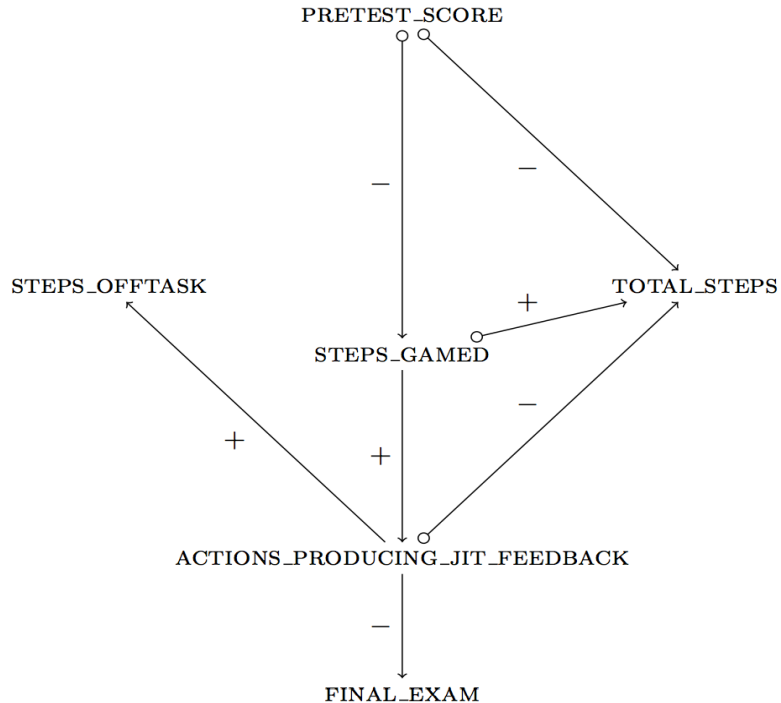 PRETEST_SCORE
−
−
STEPS_OFFTASK
TOTAL_STEPS
+
STEPS_GAMED
−
+
+
ACTIONS_PRODUCING_JIT_FEEDBACK
−
FINAL_EXAM